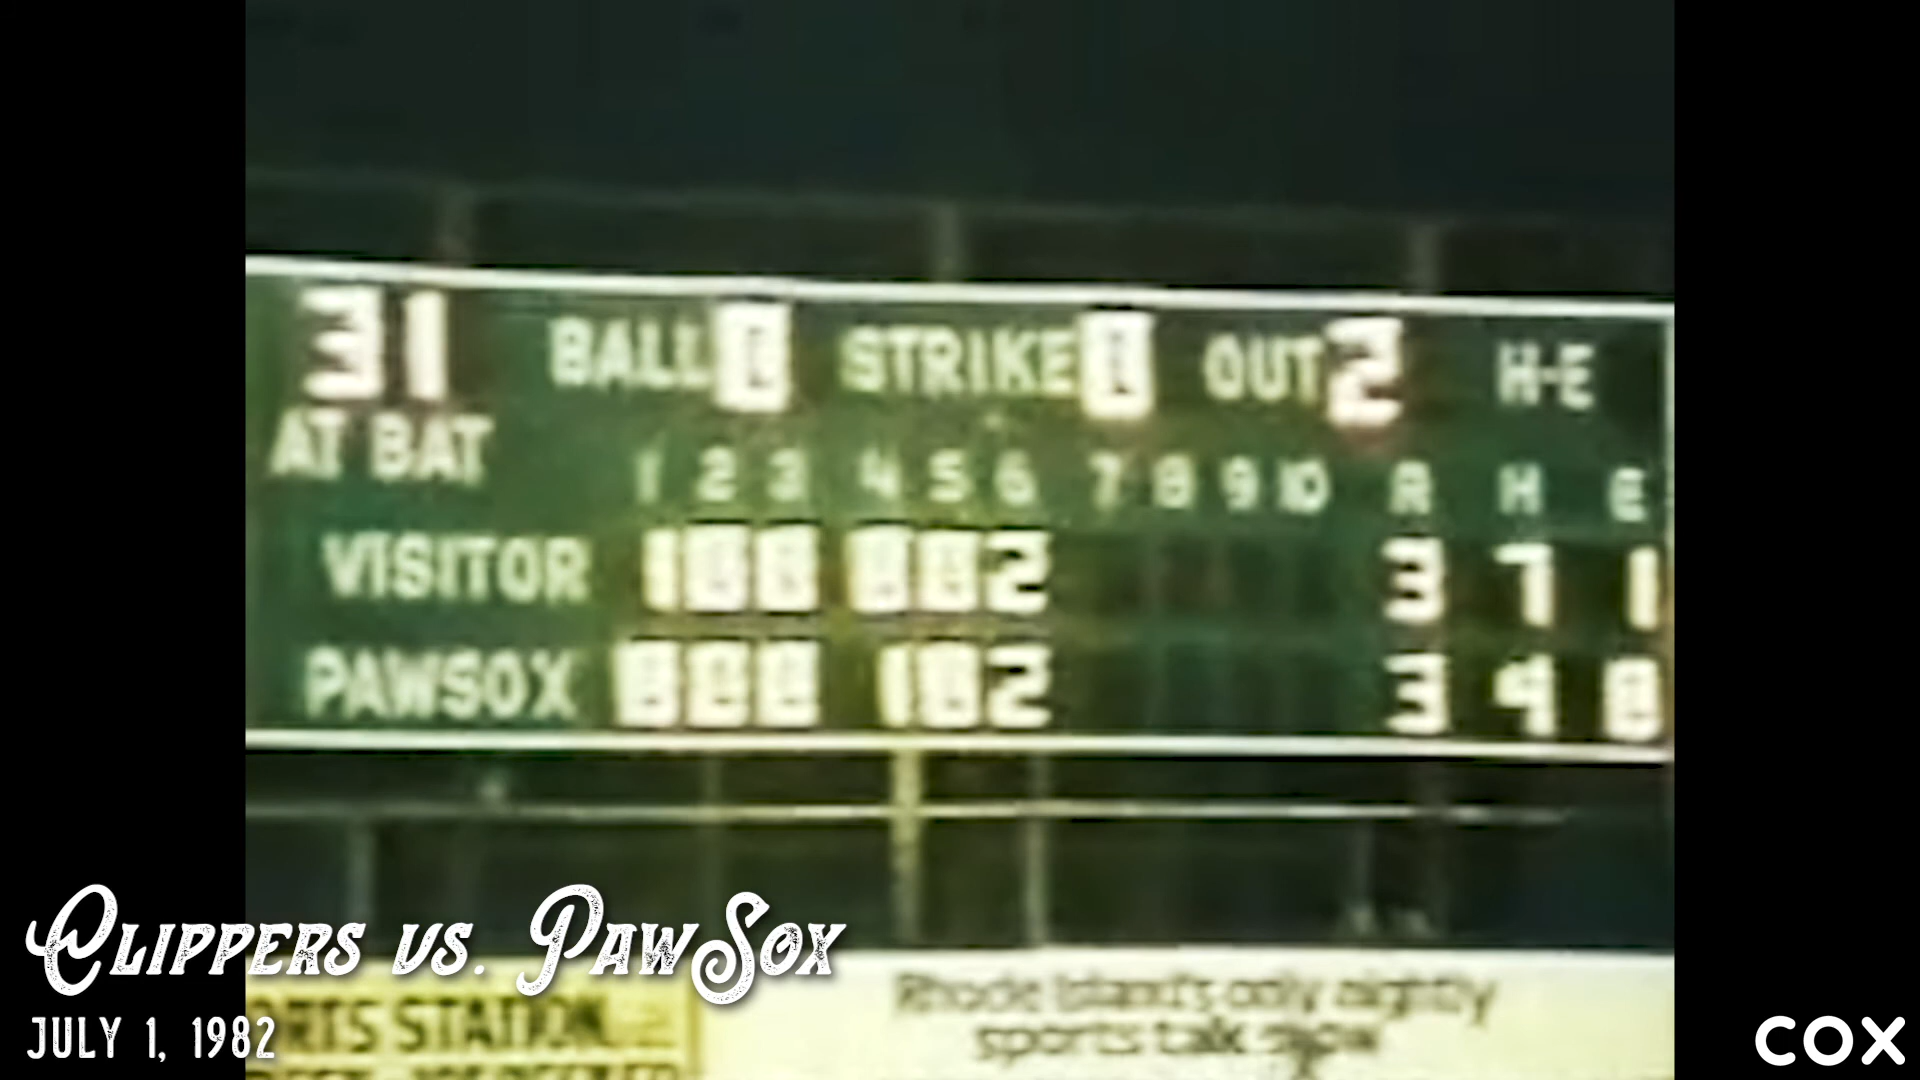 31 BALL 0 STRIKE 0 OUT 2 H-E
AT BAT 1 2 3 4 5 6 7 8 9 10 R H E
VISITOR 1 0 0 0 0 2 3 7 1
PAWSOX 0 0 0 1 0 2 3 4 0
CLIPPERS VS. PAWSOX
JULY 1, 1982
RTS STATION
Rhode Island's only nightly
sports talk show
COX